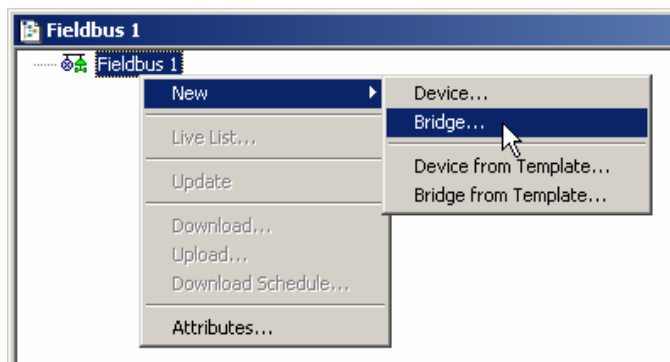 Fieldbus 1
Fieldbus 1
New
Device...
Bridge...
Live List...
Device from Template...
Update
Bridge from Template...
Download...
Upload...
Download Schedule...
Attributes...